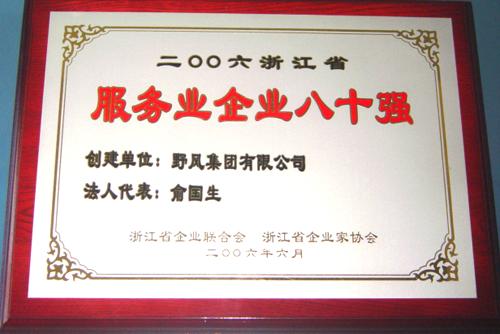 二〇〇六浙江省
服务业企业八十强
创建单位：野风集团有限公司
法人代表：俞国生
浙江省企业联合会　浙江省企业家协会
二〇〇六年六月